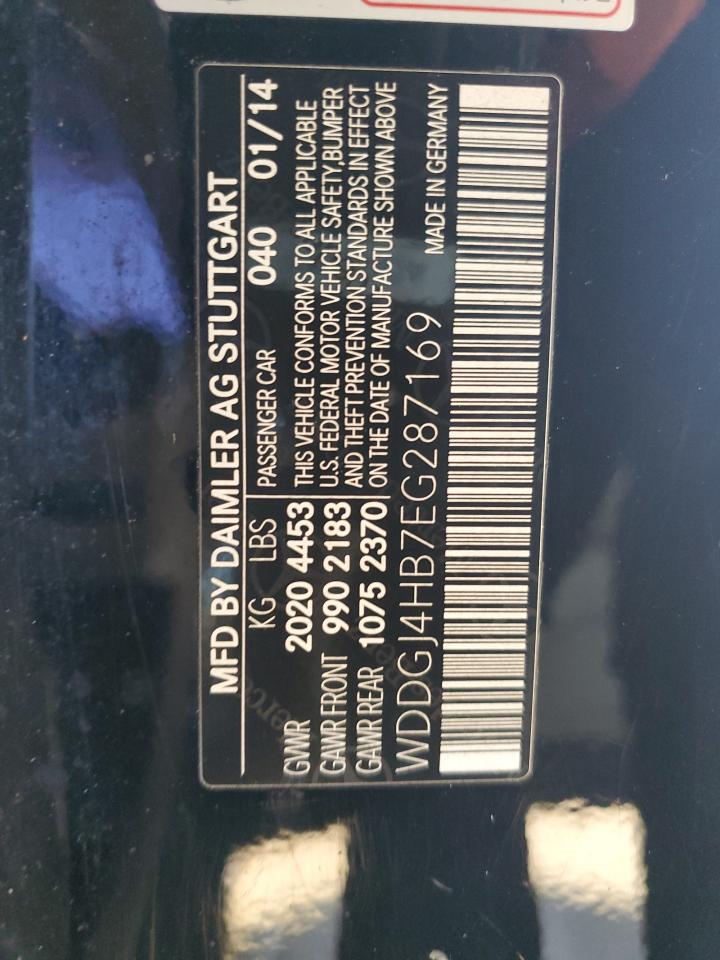 MFD BY DAIMLER AG STUTTGART
KG LBS PASSENGER CAR 040 01/14
GVWR 2020 4453
GAWR FRONT 990 2183
GAWR REAR 1075 2370
THIS VEHICLE CONFORMS TO ALL APPLICABLE
U.S. FEDERAL MOTOR VEHICLE SAFETY,BUMPER
AND THEFT PREVENTION STANDARDS IN EFFECT
ON THE DATE OF MANUFACTURE SHOWN ABOVE
WDDGJ4HB7EG287169 MADE IN GERMANY